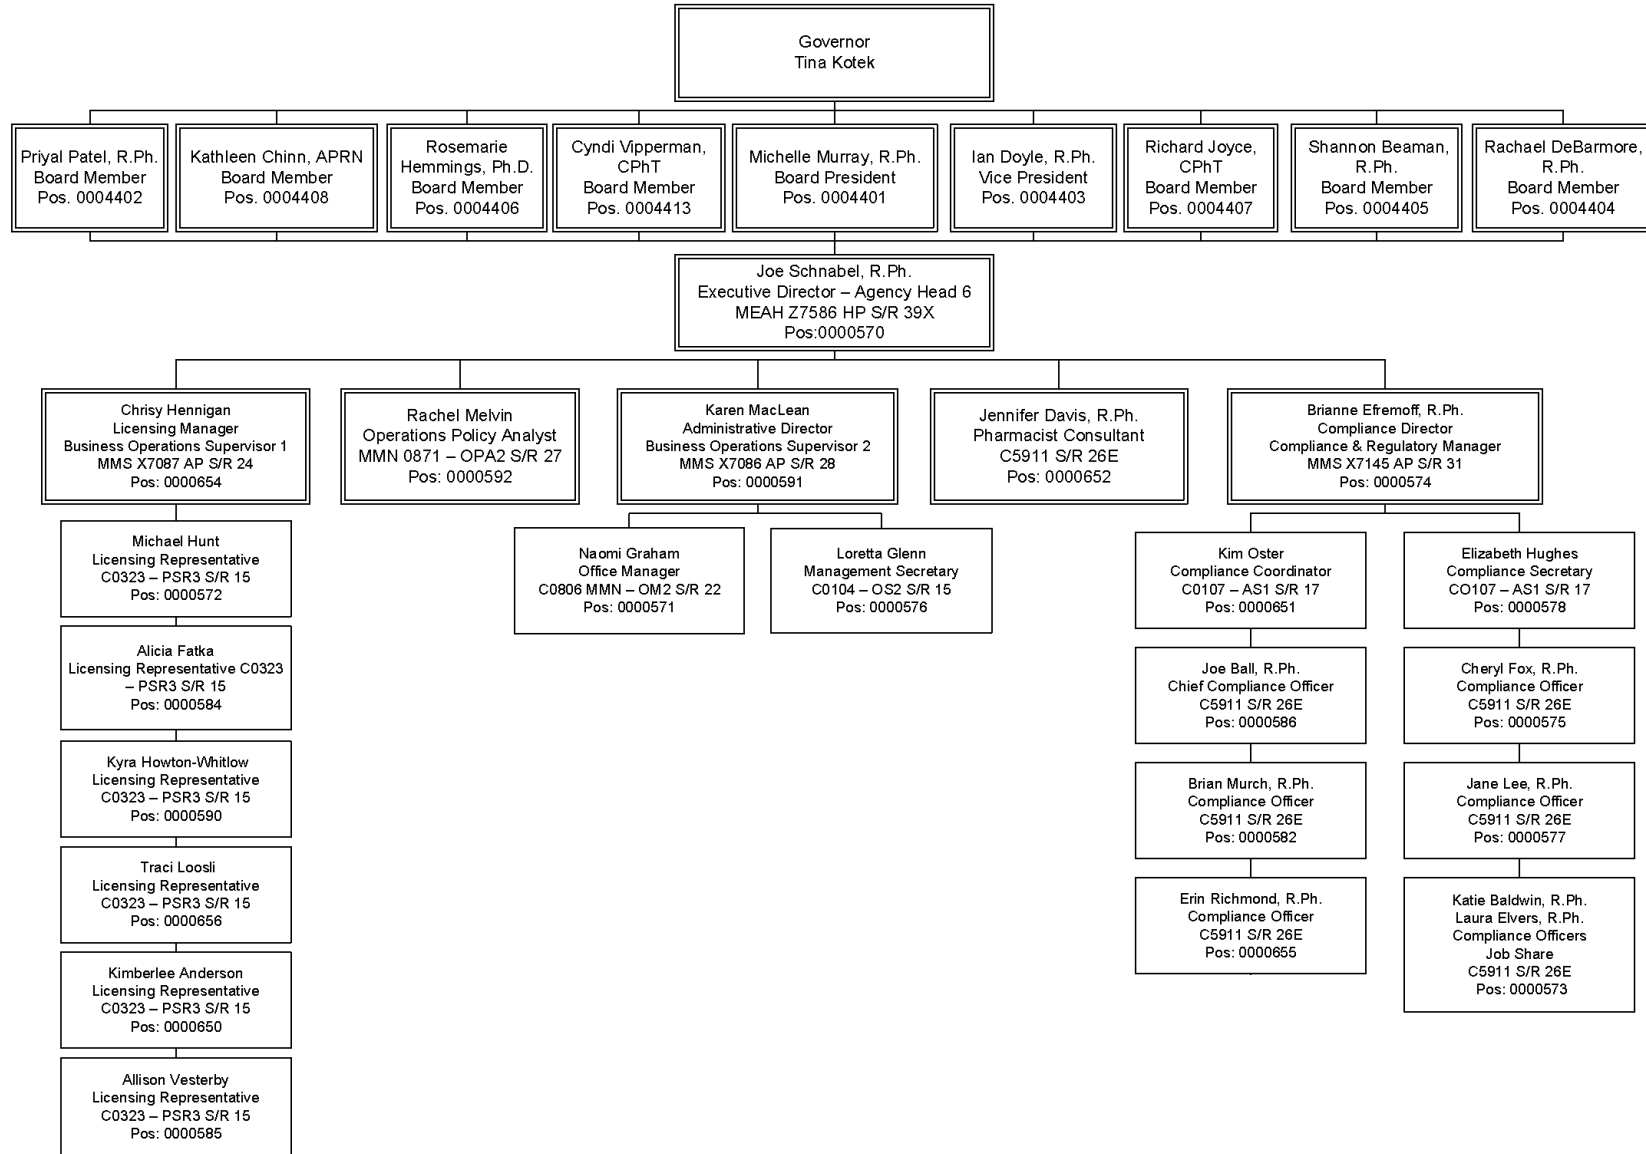 Governor
Tina Kotek
Priyal Patel, R.Ph.
Board Member
Pos. 0004402
Kathleen Chinn, APRN
Board Member
Pos. 0004408
Rosemarie
Hemmings, Ph.D.
Board Member
Pos. 0004406
Cyndi Vipperman,
CPhT
Board Member
Pos. 0004413
Michelle Murray, R.Ph.
Board President
Pos. 0004401
Ian Doyle, R.Ph.
Vice President
Pos. 0004403
Richard Joyce,
CPhT
Board Member
Pos. 0004407
Shannon Beaman,
R.Ph.
Board Member
Pos. 0004405
Rachael DeBarmore,
R.Ph.
Board Member
Pos. 0004404
Joe Schnabel, R.Ph.
Executive Director – Agency Head 6
MEAH Z7586 HP S/R 39X
Pos:0000570
Chrisy Hennigan
Licensing Manager
Business Operations Supervisor 1
MMS X7087 AP S/R 24
Pos: 0000654
Rachel Melvin
Operations Policy Analyst
MMN 0871 – OPA2 S/R 27
Pos: 0000592
Karen MacLean
Administrative Director
Business Operations Supervisor 2
MMS X7086 AP S/R 28
Pos: 0000591
Jennifer Davis, R.Ph.
Pharmacist Consultant
C5911 S/R 26E
Pos: 0000652
Brianne Efremoff, R.Ph.
Compliance Director
Compliance & Regulatory Manager
MMS X7145 AP S/R 31
Pos: 0000574
Michael Hunt
Licensing Representative
C0323 – PSR3 S/R 15
Pos: 0000572
Alicia Fatka
Licensing Representative C0323
– PSR3 S/R 15
Pos: 0000584
Kyra Howton-Whitlow
Licensing Representative
C0323 – PSR3 S/R 15
Pos: 0000590
Traci Loosli
Licensing Representative
C0323 – PSR3 S/R 15
Pos: 0000656
Kimberlee Anderson
Licensing Representative
C0323 – PSR3 S/R 15
Pos: 0000650
Allison Vesterby
Licensing Representative
C0323 – PSR3 S/R 15
Pos: 0000585
Naomi Graham
Office Manager
C0806 MMN – OM2 S/R 22
Pos: 0000571
Loretta Glenn
Management Secretary
C0104 – OS2 S/R 15
Pos: 0000576
Kim Oster
Compliance Coordinator
C0107 – AS1 S/R 17
Pos: 0000651
Joe Ball, R.Ph.
Chief Compliance Officer
C5911 S/R 26E
Pos: 0000586
Brian Murch, R.Ph.
Compliance Officer
C5911 S/R 26E
Pos: 0000582
Erin Richmond, R.Ph.
Compliance Officer
C5911 S/R 26E
Pos: 0000655
Elizabeth Hughes
Compliance Secretary
CO107 – AS1 S/R 17
Pos: 0000578
Cheryl Fox, R.Ph.
Compliance Officer
C5911 S/R 26E
Pos: 0000575
Jane Lee, R.Ph.
Compliance Officer
C5911 S/R 26E
Pos: 0000577
Katie Baldwin, R.Ph.
Laura Elvers, R.Ph.
Compliance Officers
Job Share
C5911 S/R 26E
Pos: 0000573